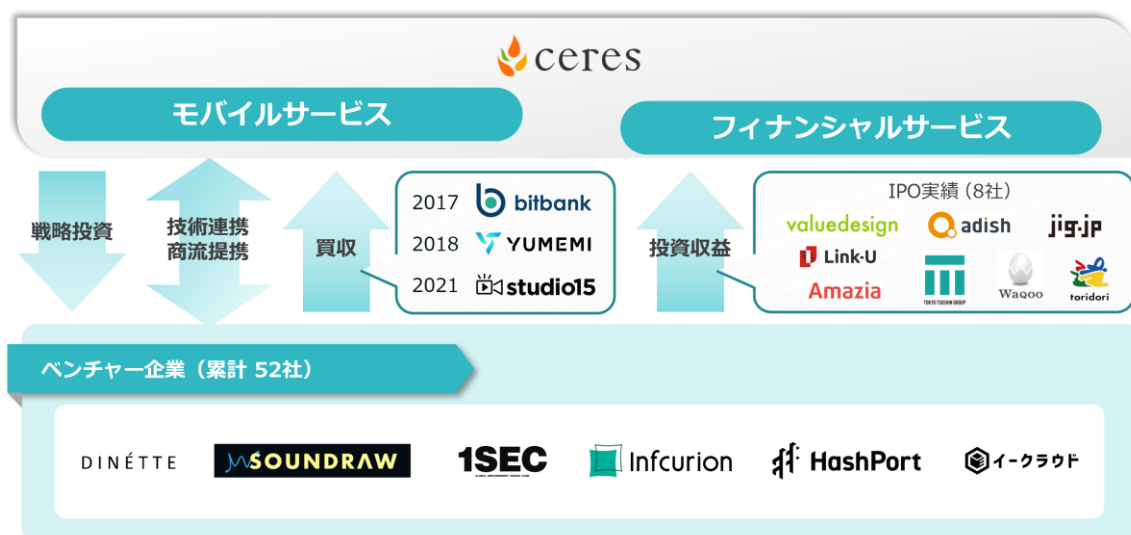 ceres
モバイルサービス
フィナンシャルサービス
戦略投資
技術連携
商流提携
買収
2017 bitbank
2018 YUMEMI
2021 studio15
投資収益
IPO実績（8社）
valuedesign adish jig.jp
Link-U
Amazia
TOKYO TSUSHIN GROUP
Waqoo
toridori
ベンチャー企業（累計 52社）
DINÉTTE SOUNDRAW 1SEC Infcurion HashPort イークラウド